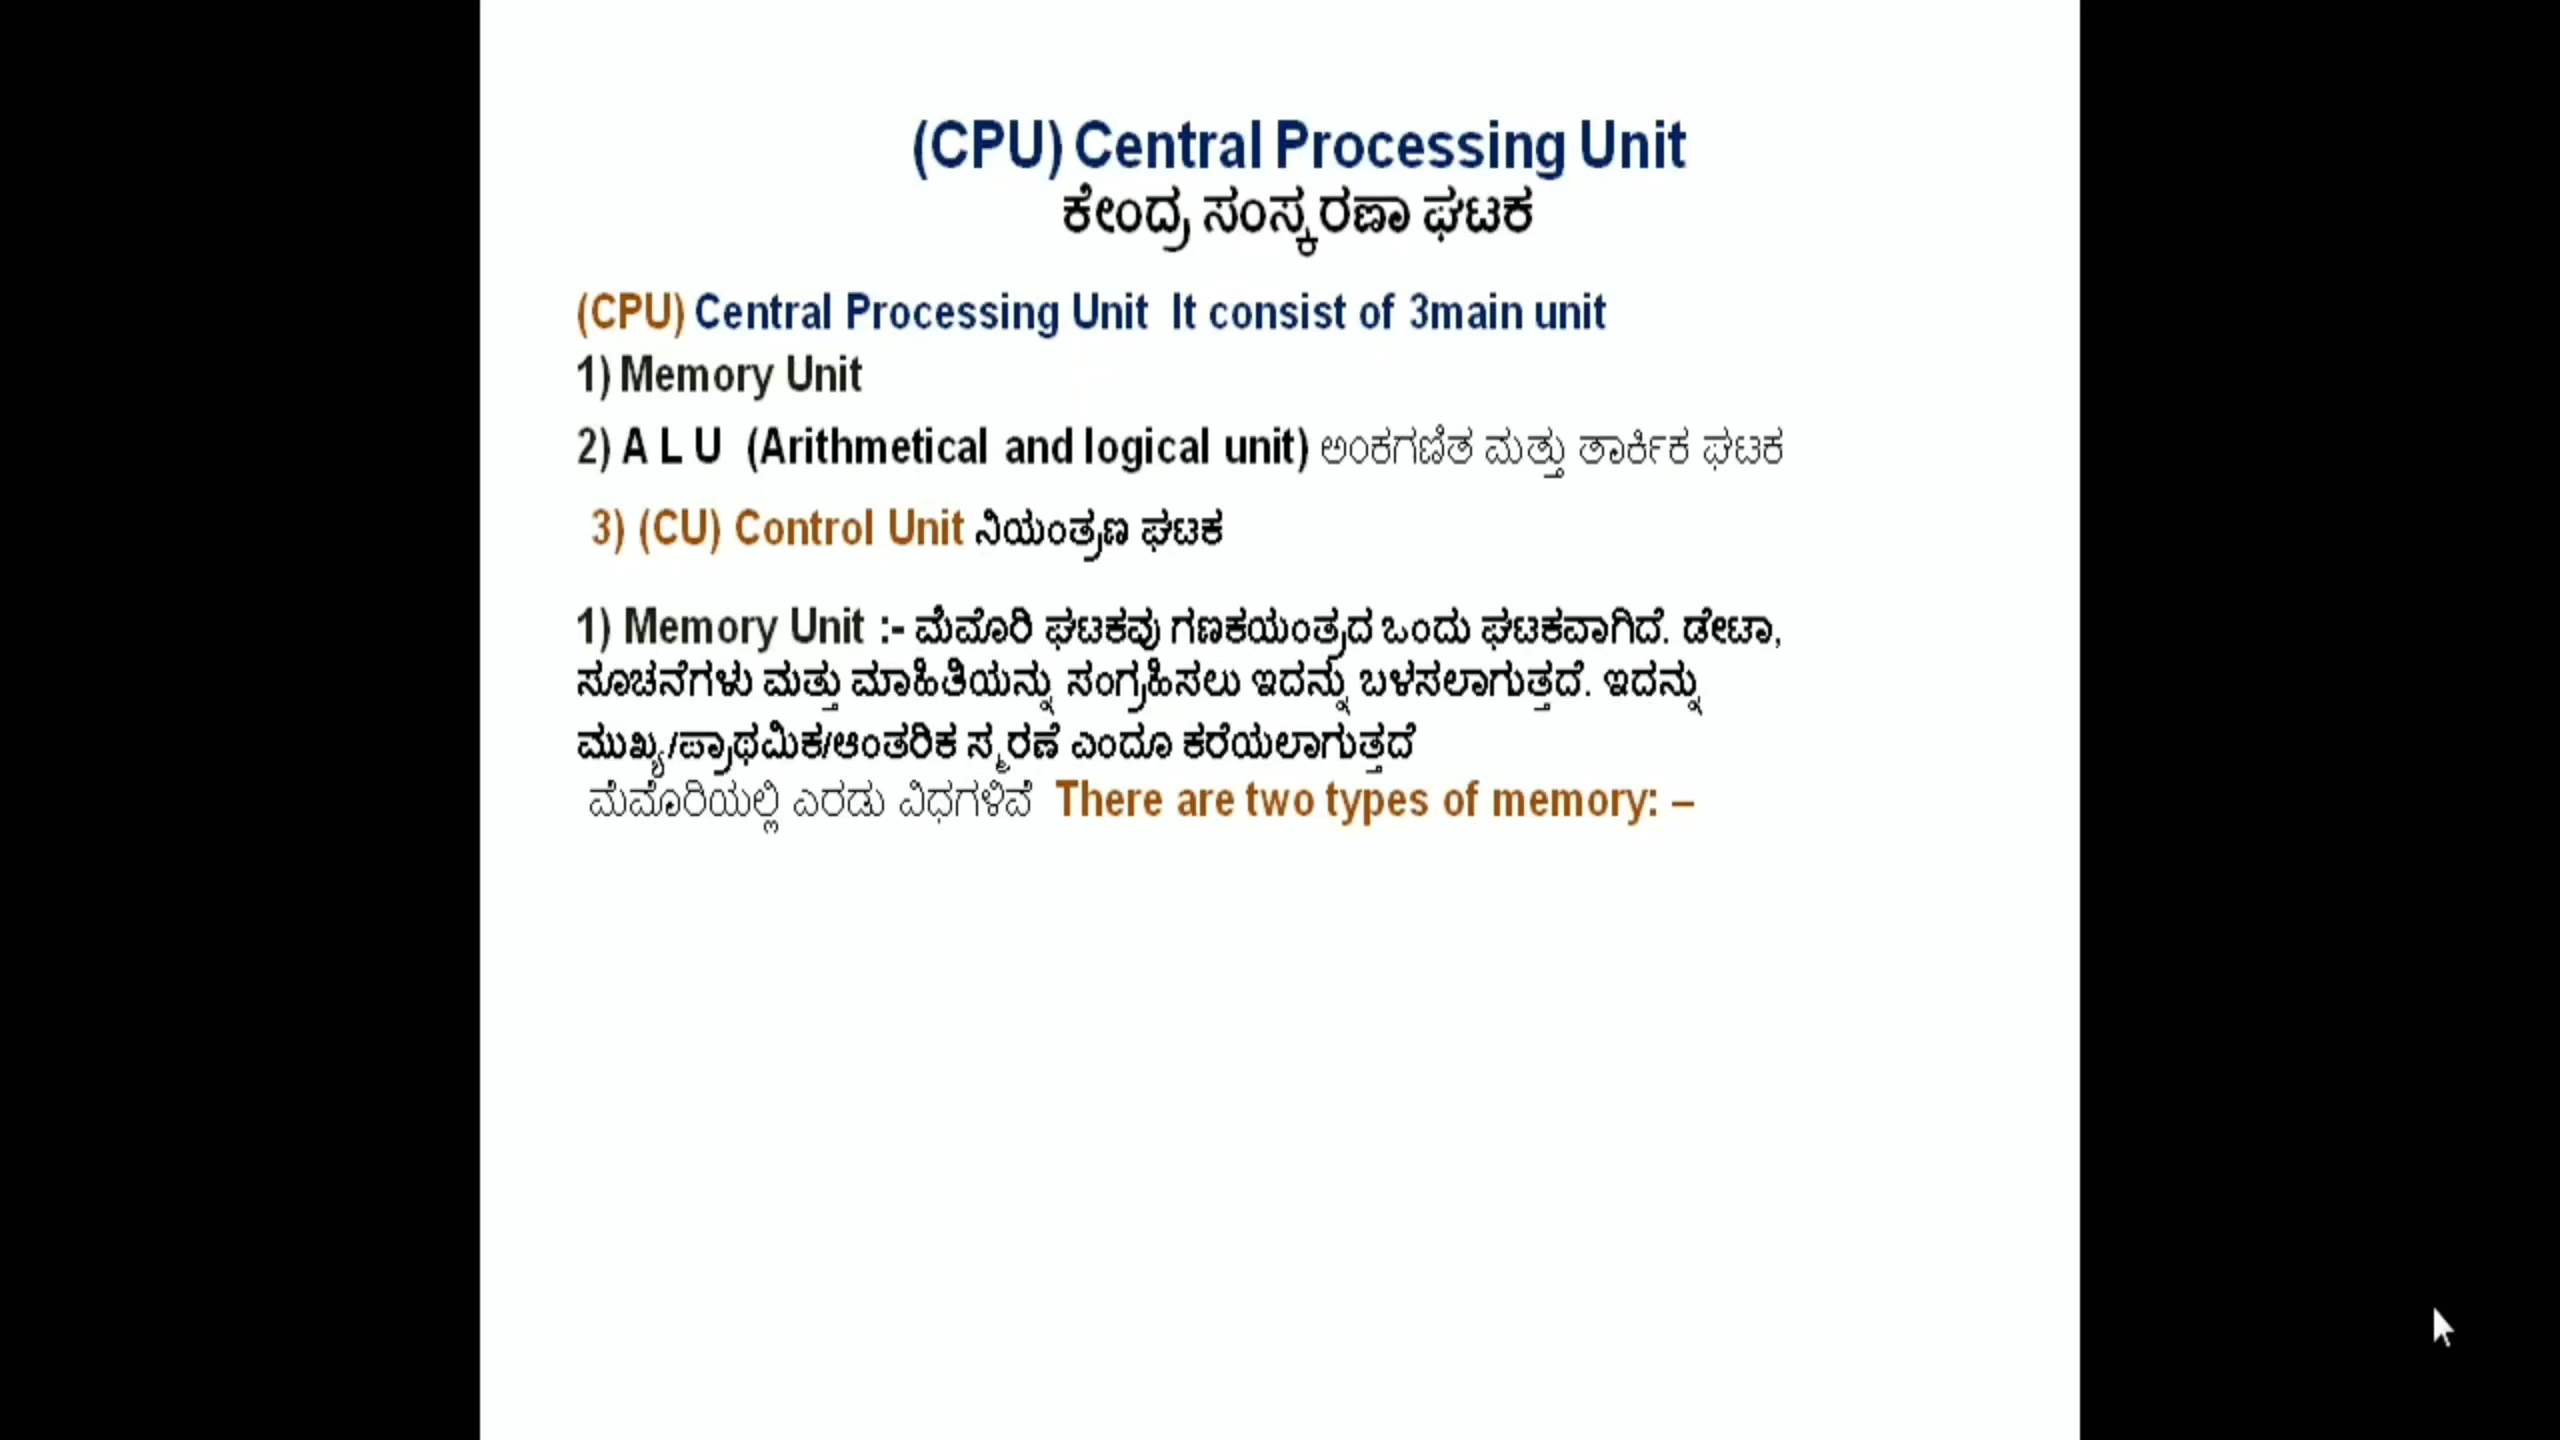 (CPU) Central Processing Unit
ಕೇಂದ್ರ ಸಂಸ್ಕರಣಾ ಘಟಕ
(CPU) Central Processing Unit It consist of 3main unit
1) Memory Unit
2) A L U (Arithmetical and logical unit) ಅಂಕಗಣಿತ ಮತ್ತು ತಾರ್ಕಿಕ ಘಟಕ
3) (CU) Control Unit ನಿಯಂತ್ರಣ ಘಟಕ
1) Memory Unit :- ಮೆಮೊರಿ ಘಟಕವು ಗಣಕಯಂತ್ರದ ಒಂದು ಘಟಕವಾಗಿದೆ. ಡೇಟಾ,
ಸೂಚನೆಗಳು ಮತ್ತು ಮಾಹಿತಿಯನ್ನು ಸಂಗ್ರಹಿಸಲು ಇದನ್ನು ಬಳಸಲಾಗುತ್ತದೆ. ಇದನ್ನು
ಮುಖ್ಯ/ಪ್ರಾಥಮಿಕ/ಆಂತರಿಕ ಸ್ಮರಣೆ ಎಂದೂ ಕರೆಯಲಾಗುತ್ತದೆ
ಮೆಮೊರಿಯಲ್ಲಿ ಎರಡು ವಿಧಗಳಿವೆ There are two types of memory: –